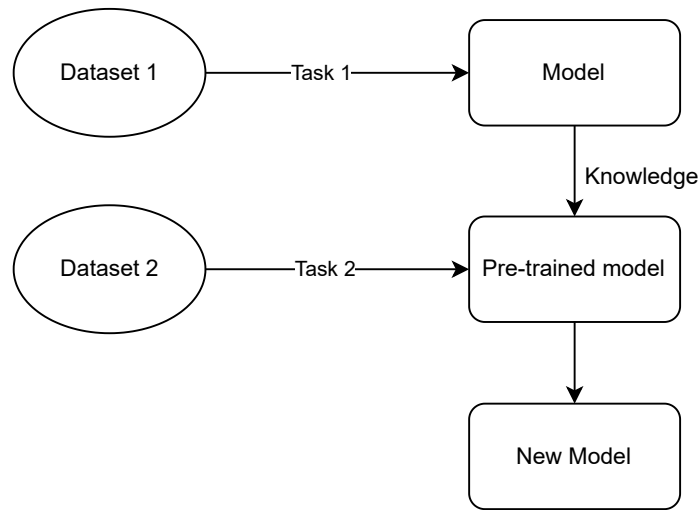 Dataset 1
Task 1
Model
Knowledge
Dataset 2
Task 2
Pre-trained model
New Model